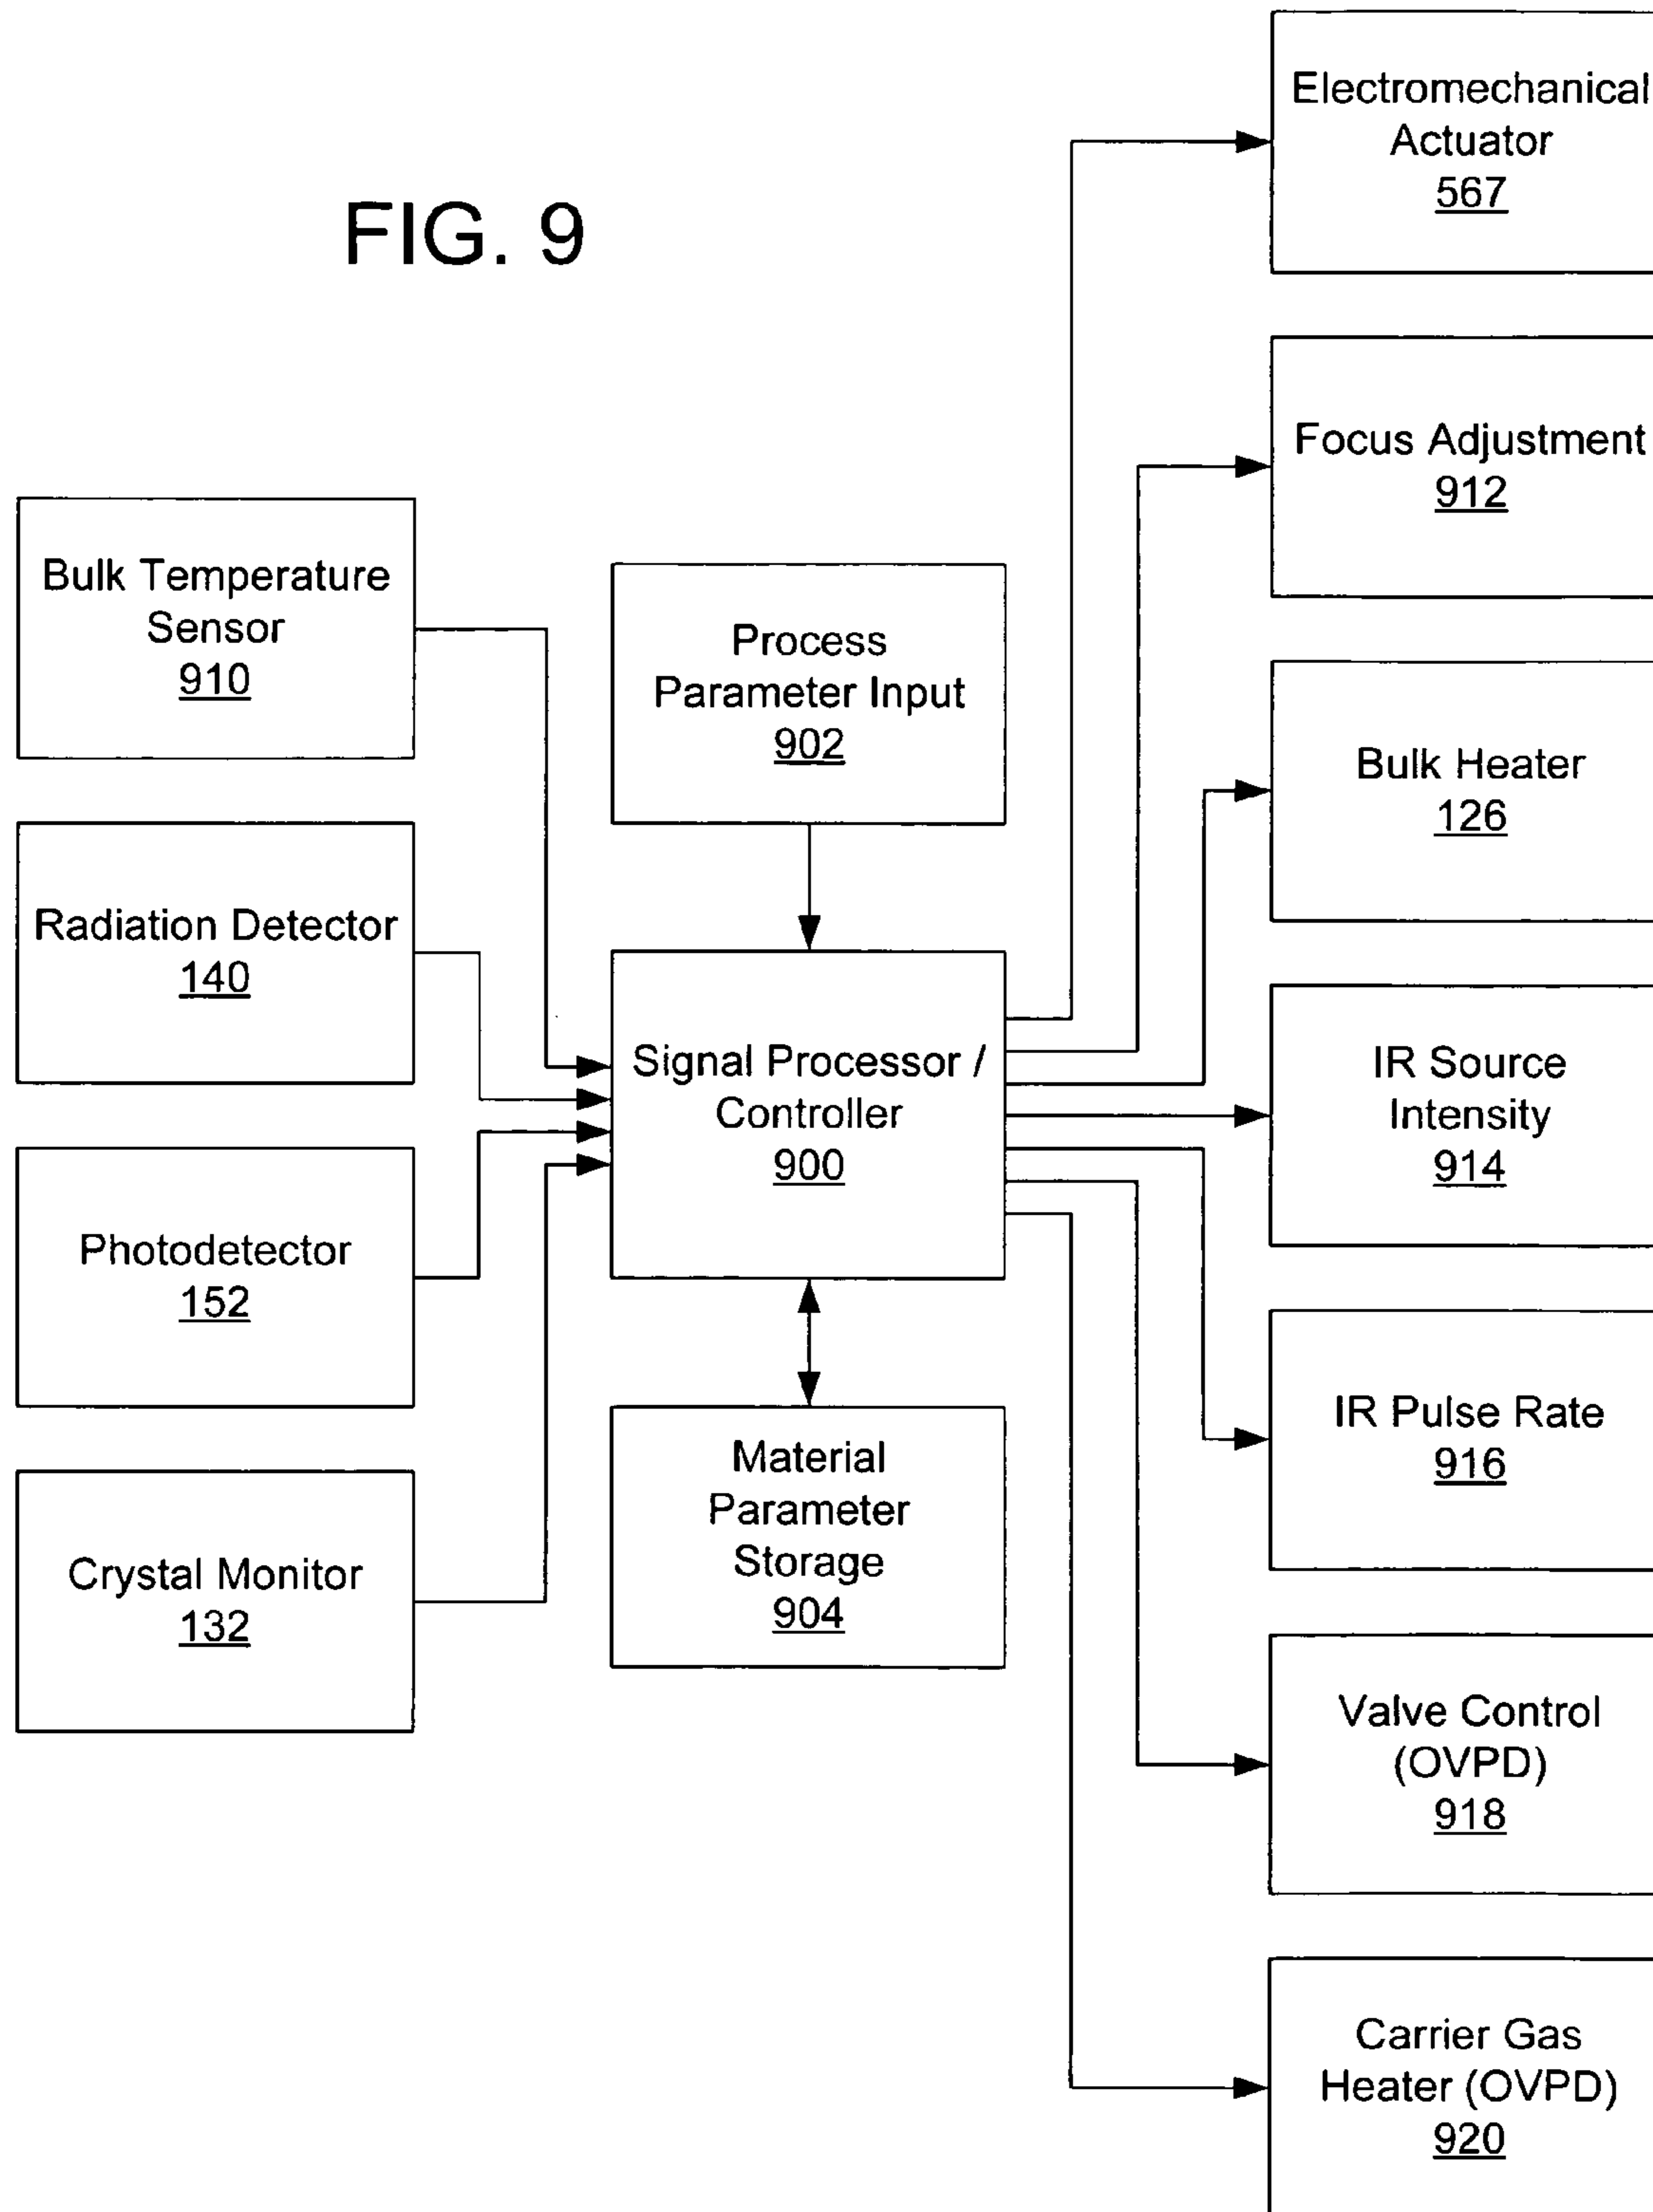 FIG. 9
Bulk Temperature
Sensor
910
Radiation Detector
140
Photodetector
152
Crystal Monitor
132
Process
Parameter Input
902
Signal Processor /
Controller
900
Material
Parameter
Storage
904
Electromechanical
Actuator
567
Focus Adjustment
912
Bulk Heater
126
IR Source
Intensity
914
IR Pulse Rate
916
Valve Control
(OVPD)
918
Carrier Gas
Heater (OVPD)
920